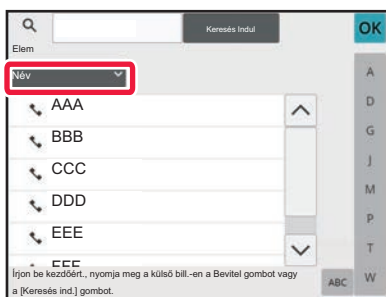 Keresés Indul
OK
Elem
Név
AAA
BBB
CCC
DDD
EEE
FFF
A
D
G
J
M
P
T
W
Írjon be kezdőért., nyomja meg a külső bill.-en a Bevitel gombot vagy
a [Keresés ind.] gombot.
ABC